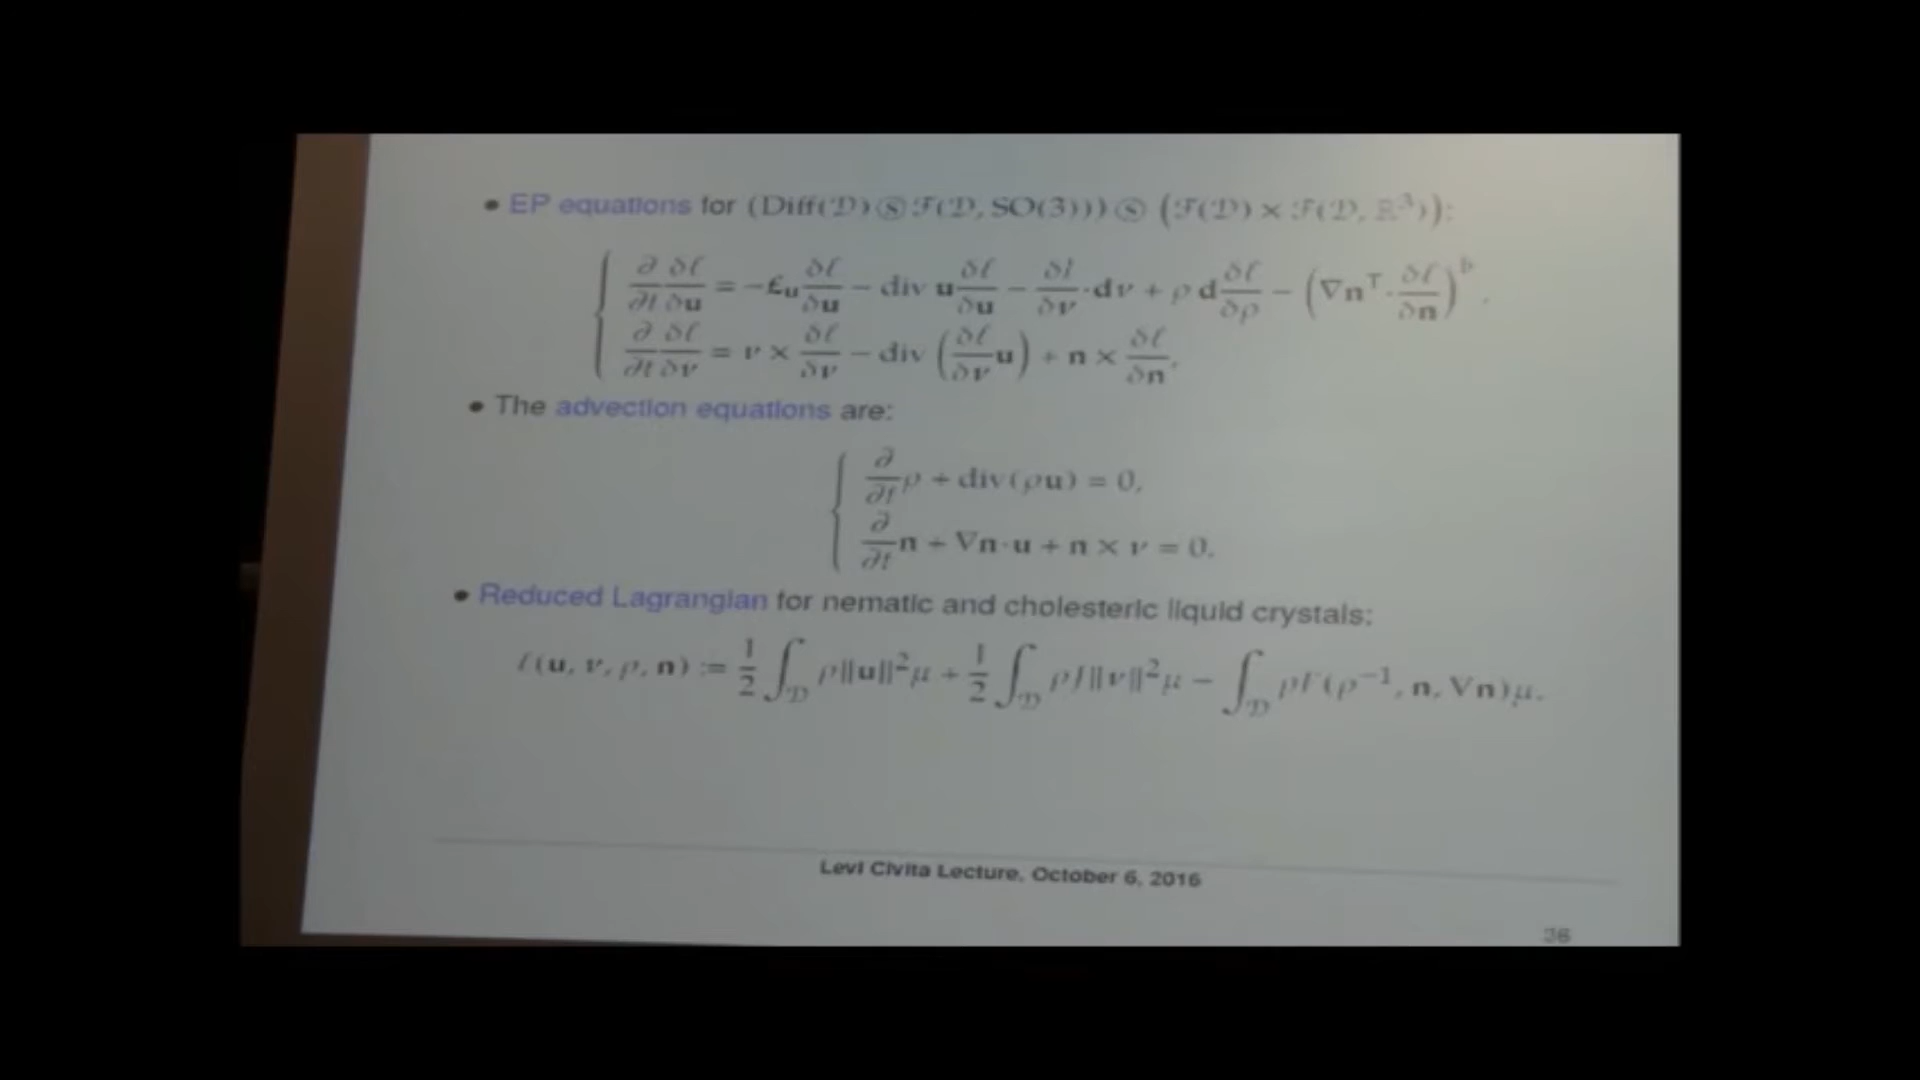 • EP equations for (Diff(𝒟) Ⓢ ℱ(𝒟, SO(3))) Ⓢ (ℱ(𝒟) × ℱ(𝒟, ℝ³)):
∂/∂t δℓ/δu = −£ᵤ δℓ/δu − div u δℓ/δu − δl/δν · dν + ρ d δℓ/δρ − (∇nᵀ · δℓ/δn)♭,
∂/∂t δℓ/δν = ν × δℓ/δν − div (δℓ/δν u) + n × δℓ/δn,
• The advection equations are:
∂/∂t ρ + div(ρu) = 0,
∂/∂t n + ∇n·u + n × ν = 0.
• Reduced Lagrangian for nematic and cholesteric liquid crystals:
ℓ(u, ν, ρ, n) := 1/2 ∫_𝒟 ρ‖u‖²μ + 1/2 ∫_𝒟 ρJ‖ν‖²μ − ∫_𝒟 ρF(ρ⁻¹, n, ∇n)μ.
Levi Civita Lecture, October 6, 2016
36